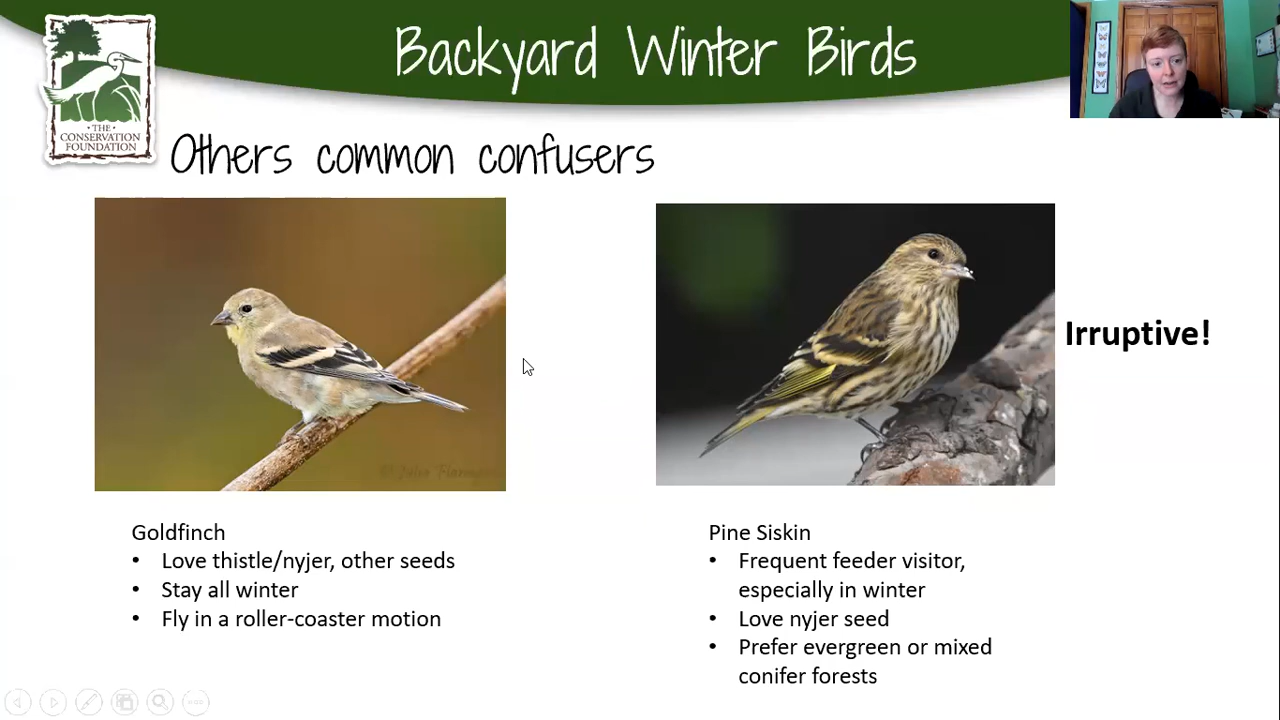 Backyard Winter Birds
• THE •
CONSERVATION
FOUNDATION
Others common confusers
Irruptive!
Goldfinch
• Love thistle/nyjer, other seeds
• Stay all winter
• Fly in a roller-coaster motion
Pine Siskin
• Frequent feeder visitor,
especially in winter
• Love nyjer seed
• Prefer evergreen or mixed
conifer forests